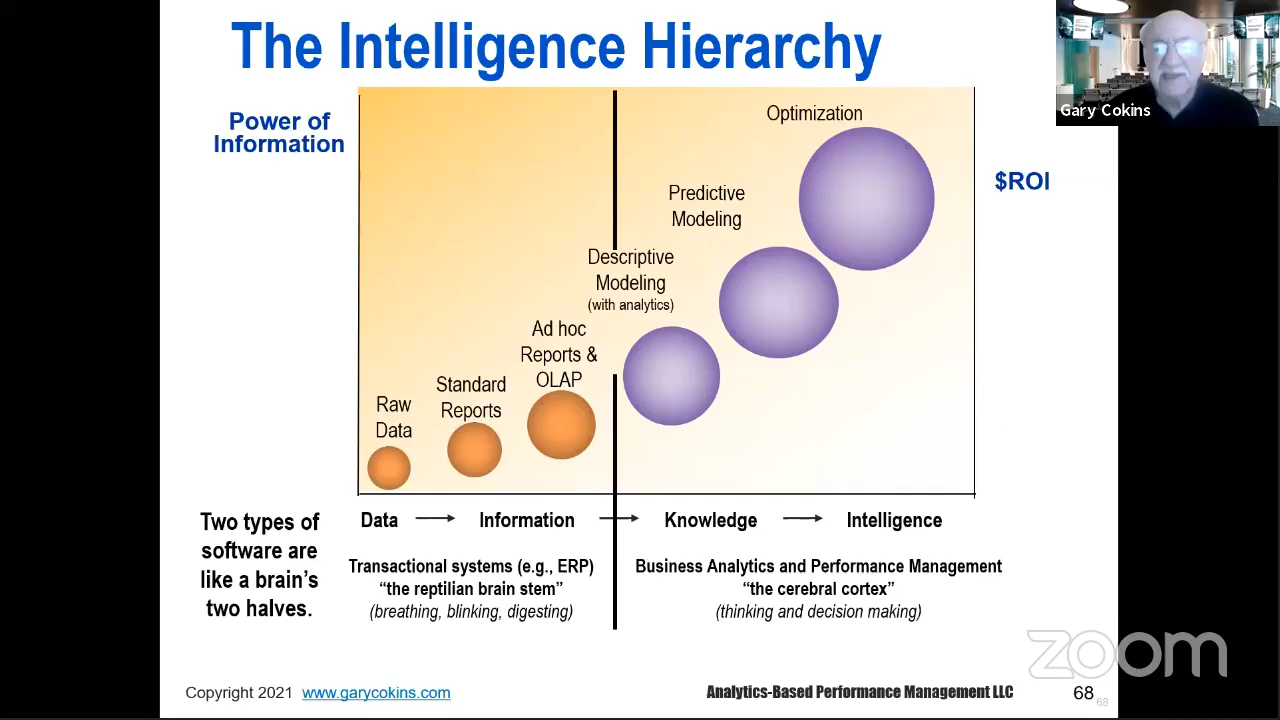 The Intelligence Hierarchy
Gary Cokins
Power of
Information
$ROI
Optimization
Predictive
Modeling
Descriptive
Modeling
(with analytics)
Ad hoc
Reports &
OLAP
Standard
Reports
Raw
Data
Two types of
software are
like a brain’s
two halves.
Data
Information
Knowledge
Intelligence
Transactional systems (e.g., ERP)
“the reptilian brain stem”
(breathing, blinking, digesting)
Business Analytics and Performance Management
“the cerebral cortex”
(thinking and decision making)
zoom
Copyright 2021 www.garycokins.com
Analytics-Based Performance Management LLC
68
68